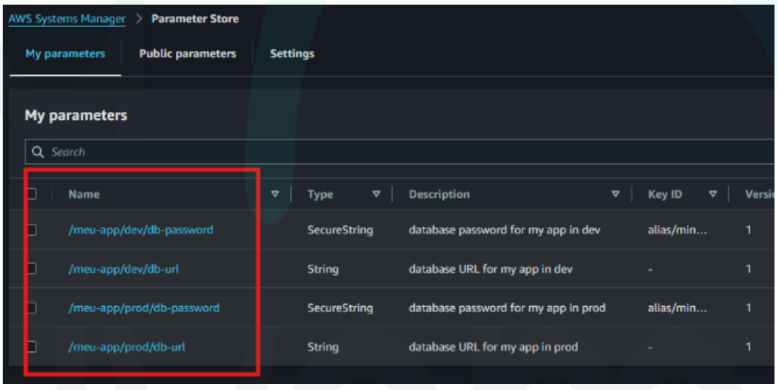 AWS Systems Manager > Parameter Store
My parameters Public parameters Settings
My parameters
Search
Name Type Description Key ID Versi
/meu-app/dev/db-password SecureString database password for my app in dev alias/min... 1
/meu-app/dev/db-url String database URL for my app in dev - 1
/meu-app/prod/db-password SecureString database password for my app in prod alias/min... 1
/meu-app/prod/db-url String database URL for my app in prod - 1